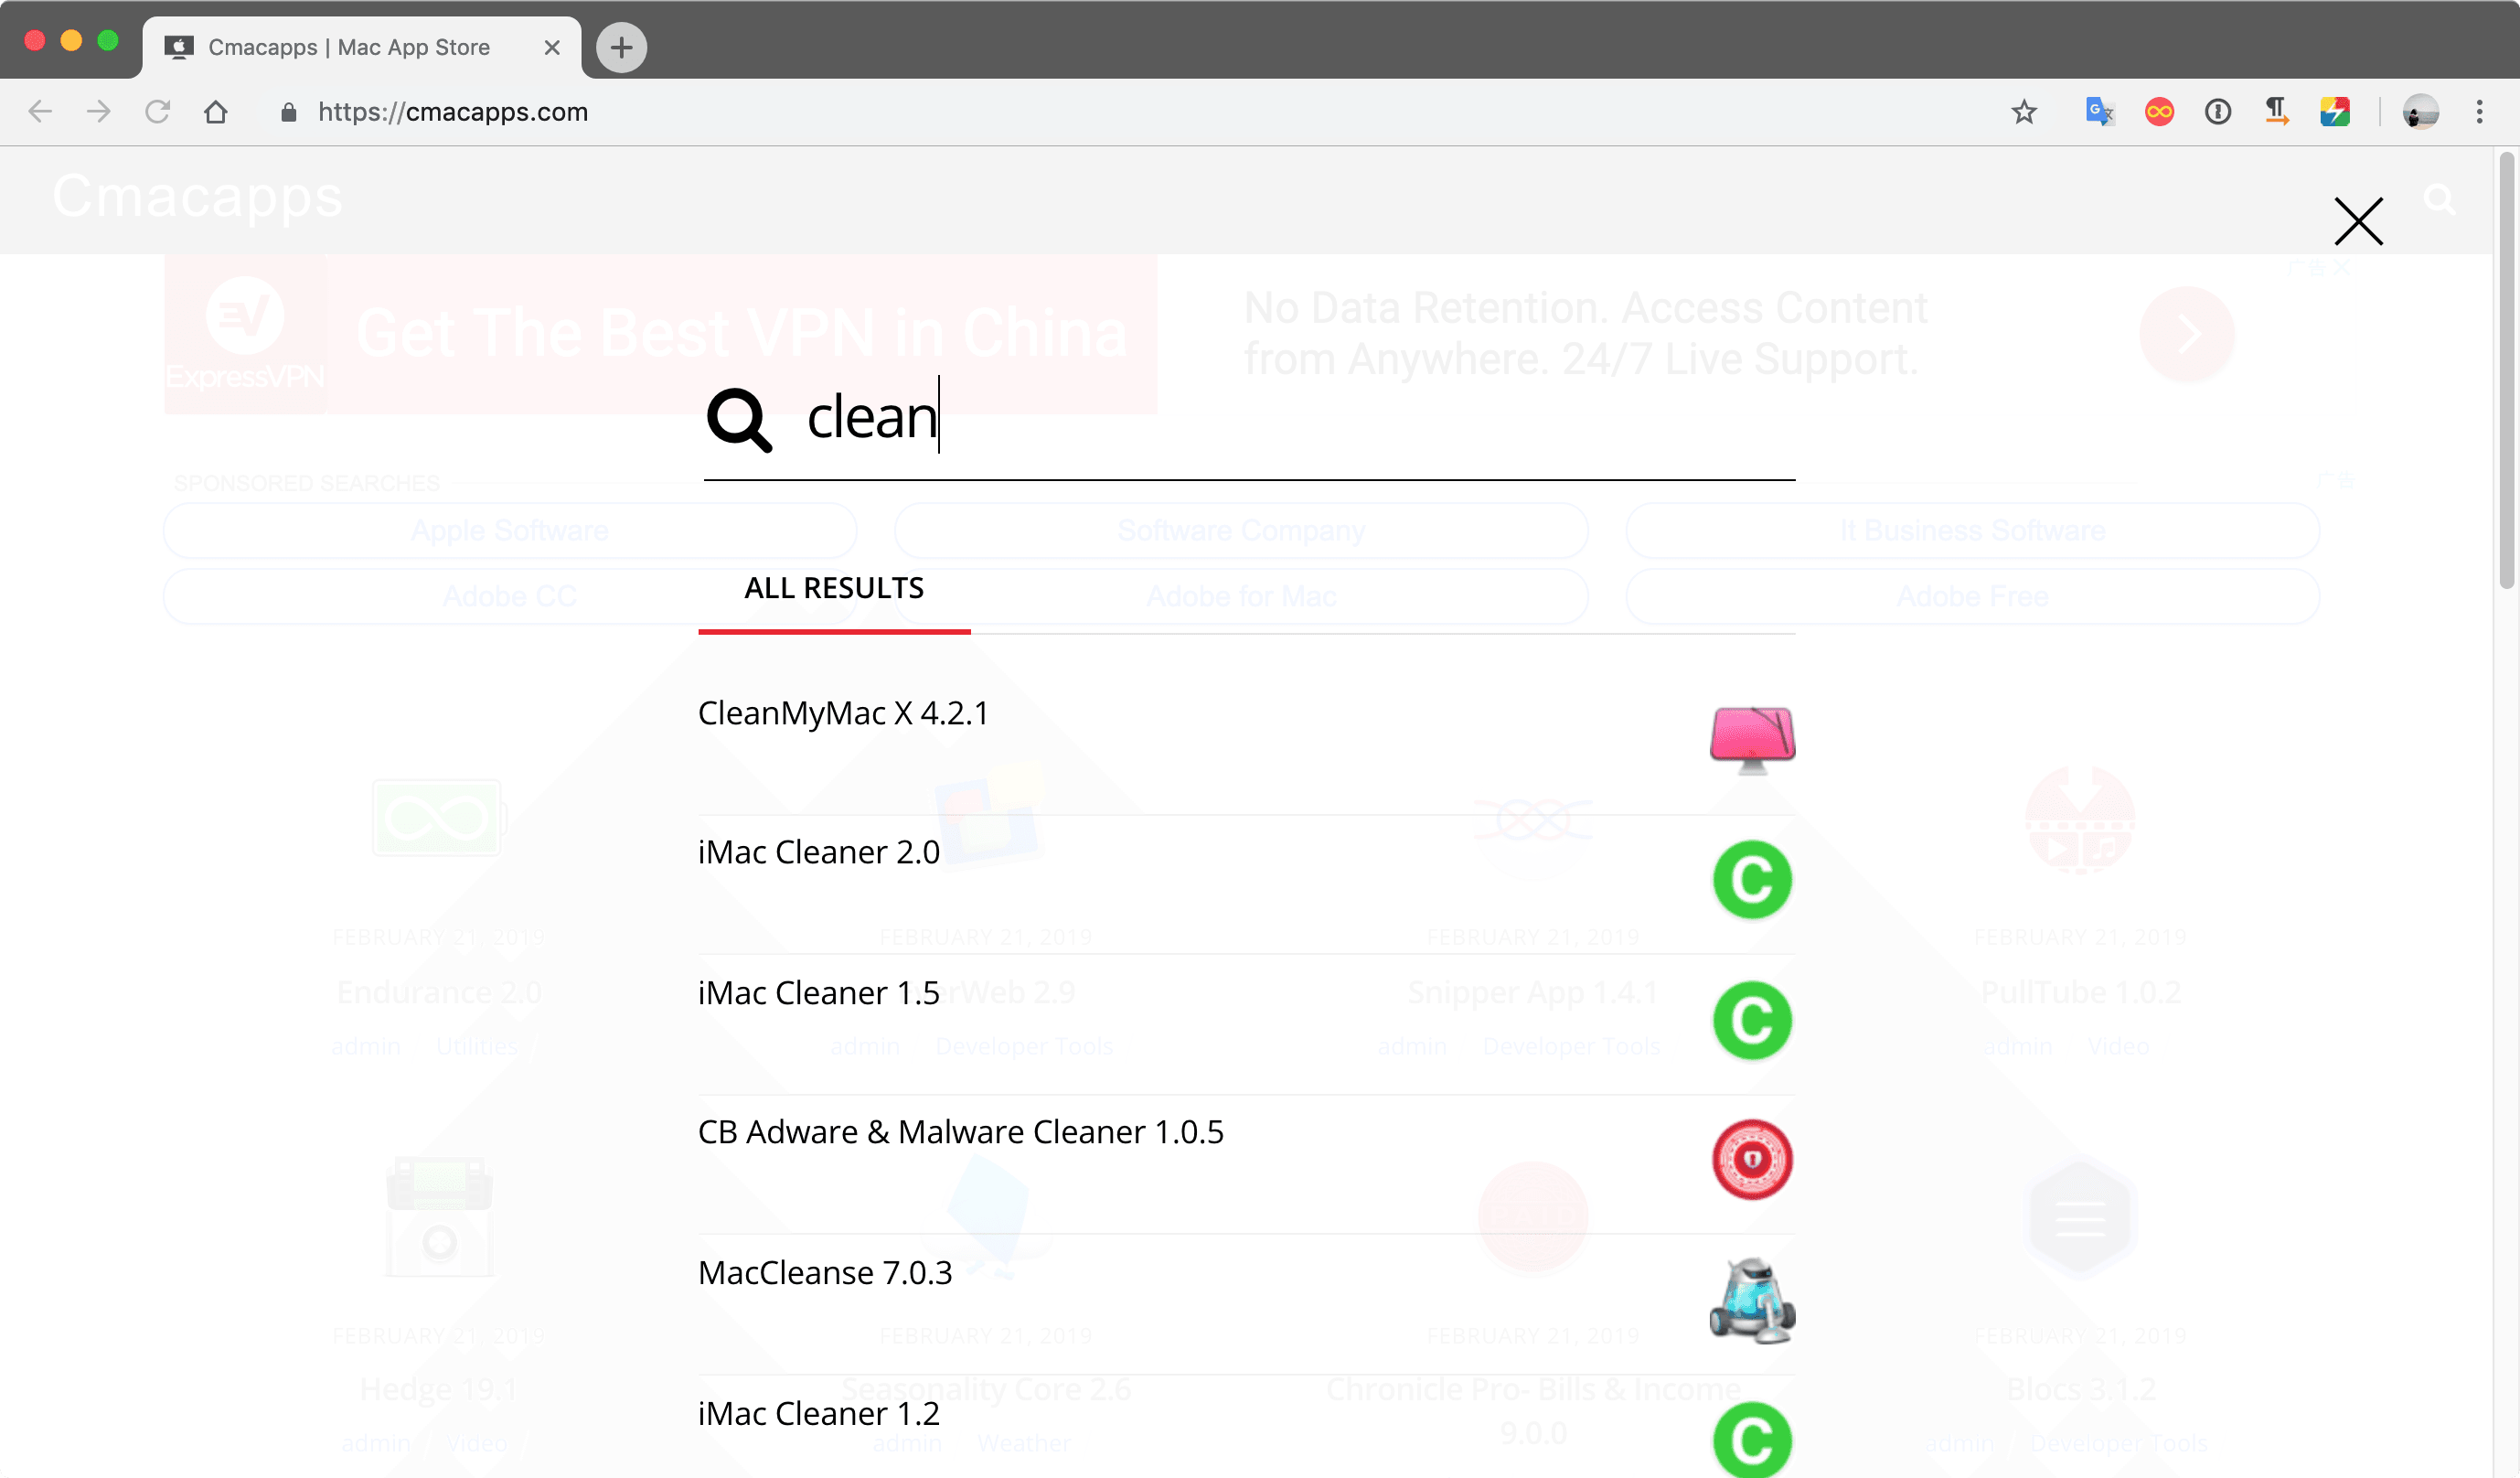 Cmacapps | Mac App Store
https://cmacapps.com
Cmacapps
广告
ExpressVPN
Get The Best VPN in China
No Data Retention. Access Content
from Anywhere. 24/7 Live Support.
clean
SPONSORED SEARCHES
广告
Apple Software
Software Company
It Business Software
Adobe CC
Adobe for Mac
Adobe Free
ALL RESULTS
CleanMyMac X 4.2.1
iMac Cleaner 2.0
C
FEBRUARY 21, 2019
FEBRUARY 21, 2019
FEBRUARY 21, 2019
FEBRUARY 21, 2019
iMac Cleaner 1.5
C
Endurance 2.0
Snipper App 1.4.1
PullTube 1.0.2
admin Utilities /
admin Developer Tools
admin Developer Tools
admin Video
CB Adware & Malware Cleaner 1.0.5
MacCleanse 7.0.3
FEBRUARY 21, 2019
FEBRUARY 21, 2019
FEBRUARY 21, 2019
FEBRUARY 21, 2019
Hedge 19.1
Seasonality Core 2.6
Chronicle Pro- Bills & Income
9.0.0
Blocs 3.1.2
iMac Cleaner 1.2
C
admin / Video /
admin Weather
admin Developer Tools